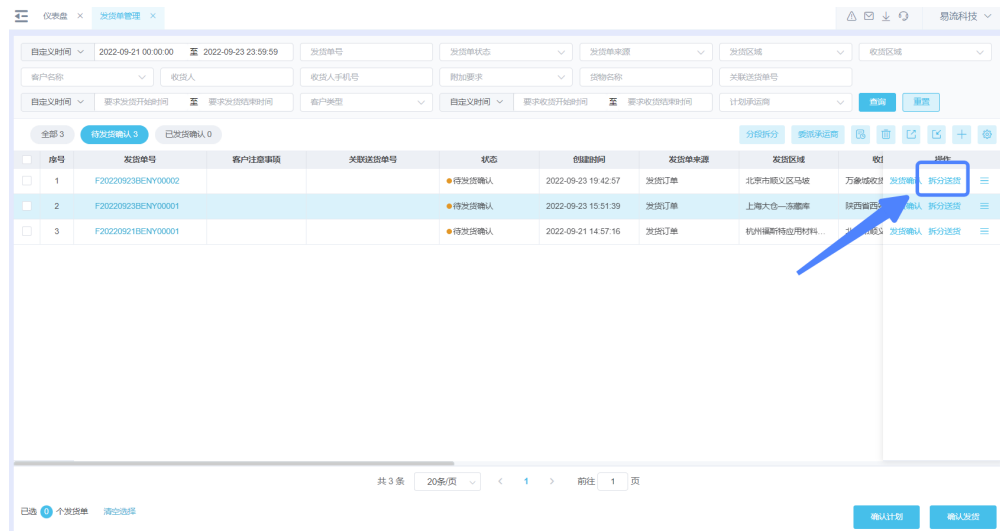 仪表盘 × 发货单管理 × 易流科技
自定义时间 2022-09-21 00:00:00 至 2022-09-23 23:59:59 发货单号 发货单状态 发货单来源 发货区域 收货区域
客户名称 收货人 收货人手机号 附加要求 货物名称 关联送货单号
自定义时间 要求发货开始时间 至 要求发货结束时间 客户类型 自定义时间 要求收货开始时间 至 要求收货结束时间 计划承运商 查询 重置
全部 3 待发货确认 3 已发货确认 0 分段拆分 委派承运商
序号 发货单号 客户注意事项 关联送货单号 状态 创建时间 发货单来源 发货区域 操作
1 F20220923BENY00002 待发货确认 2022-09-23 19:42:57 发货订单 北京市顺义区马坡 万象城收货 发货确认 拆分送货
2 F20220923BENY00001 待发货确认 2022-09-23 15:51:39 发货订单 上海大仓—冻藏库 陕西省西 拆分送货
3 F20220921BENY00001 待发货确认 2022-09-21 14:57:16 发货订单 杭州福斯特应用材料... 发货确认 拆分送货
共 3 条 20条/页 1 前往 1 页
已选 0 个发货单 清空选择 确认计划 确认发货